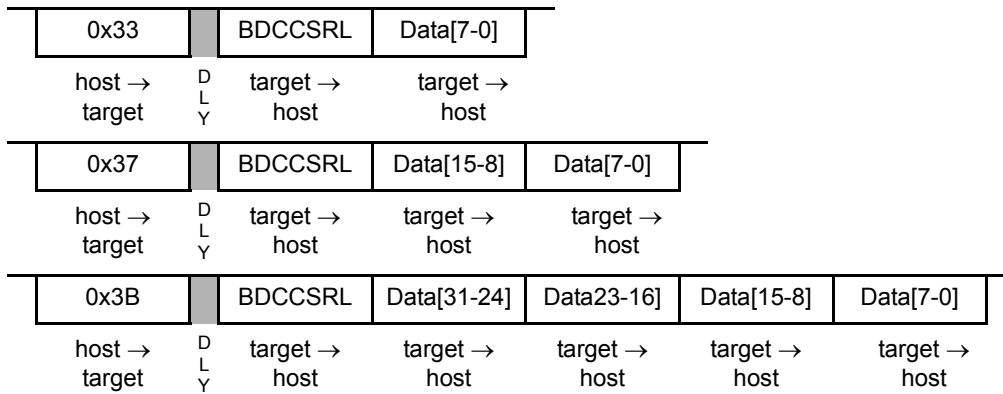 0x33 BDCCSRL Data[7-0]
host → D target → target →
target L host host
Y
0x37 BDCCSRL Data[15-8] Data[7-0]
host → D target → target → target →
target L host host host
Y
0x3B BDCCSRL Data[31-24] Data23-16] Data[15-8] Data[7-0]
host → D target → target → target → target → target →
target L host host host host host
Y